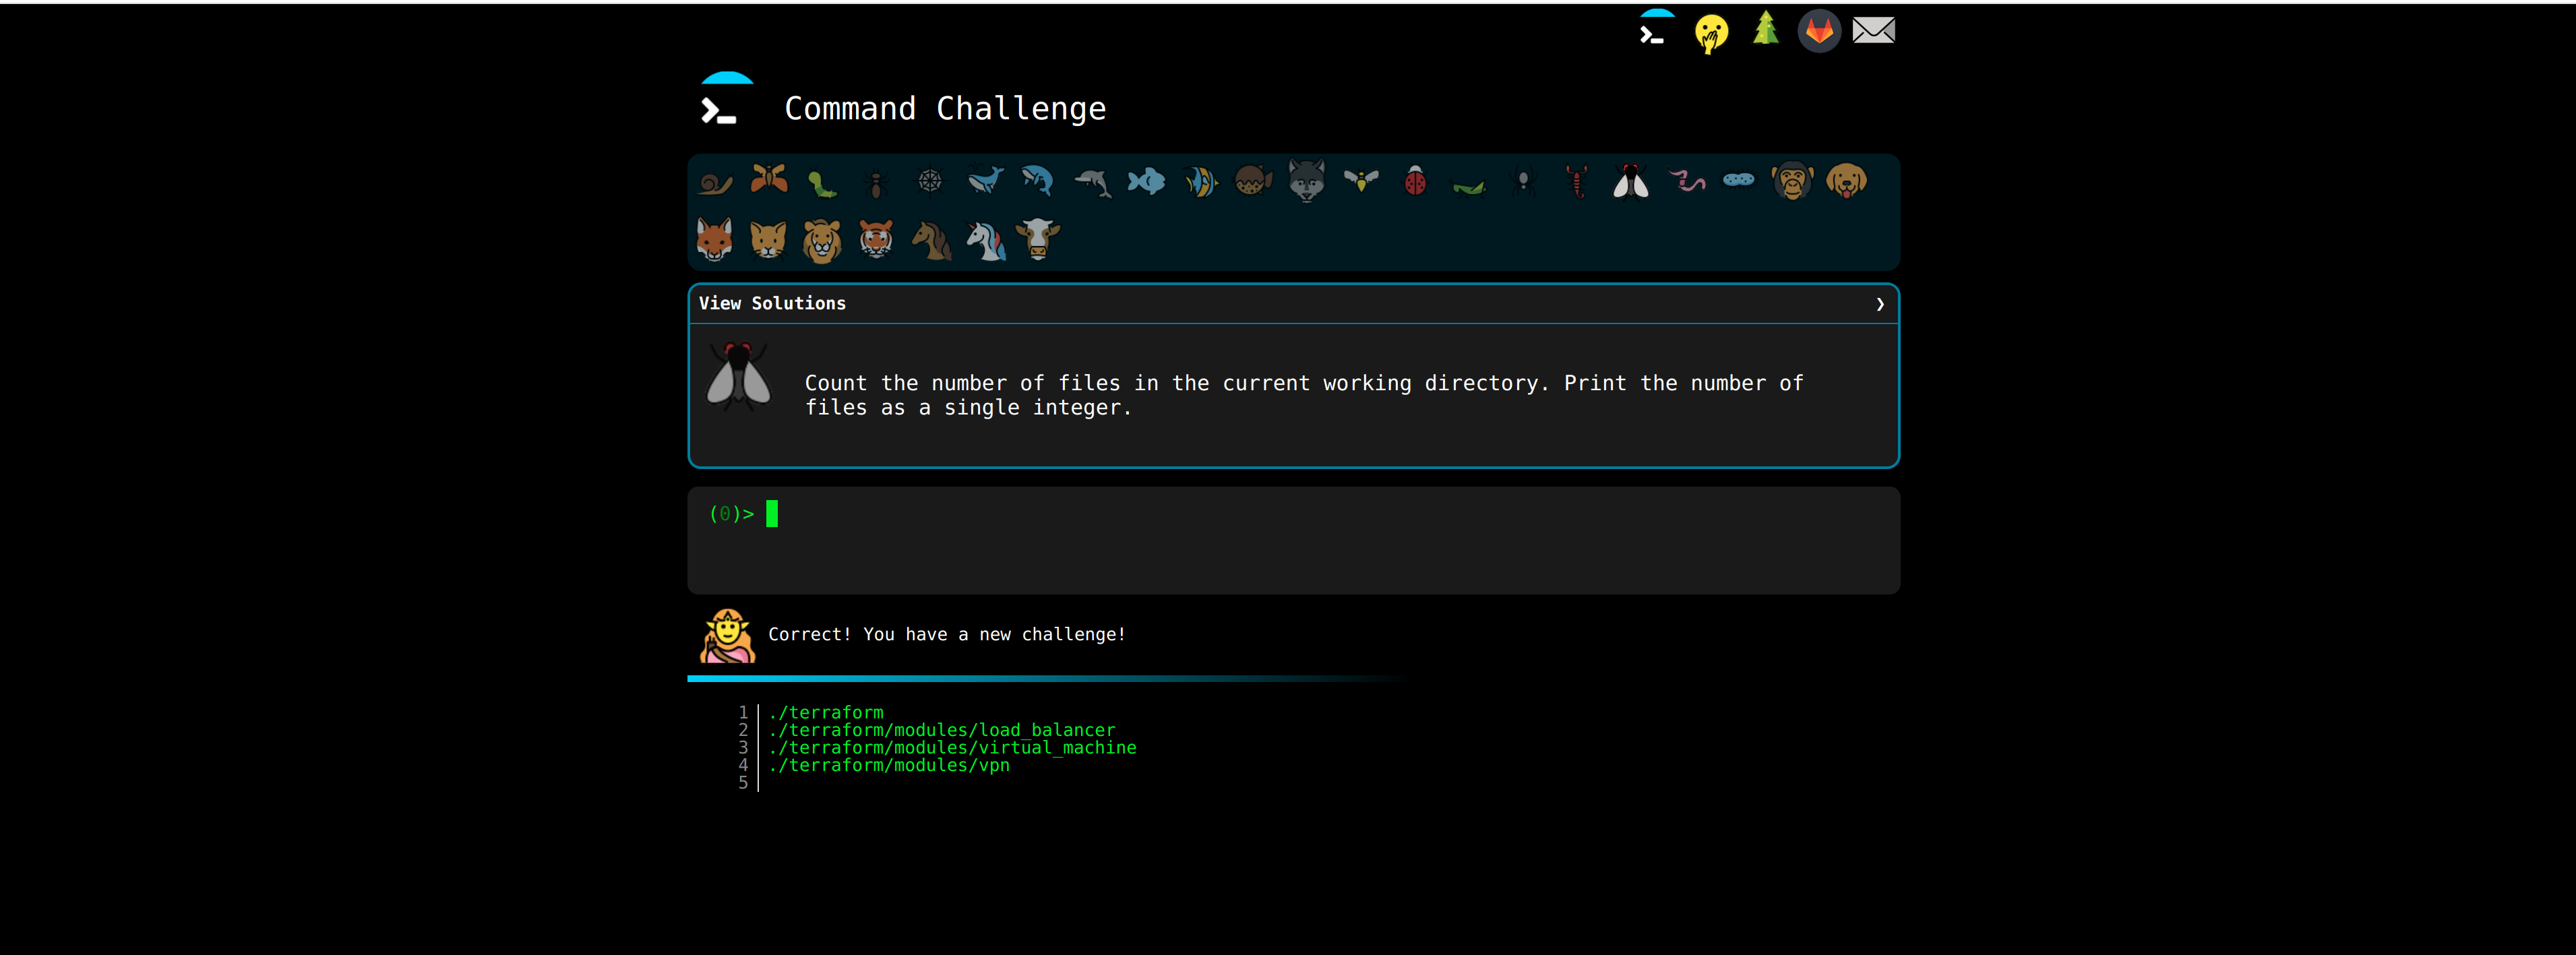 Command Challenge
View Solutions ❯
Count the number of files in the current working directory. Print the number of
files as a single integer.
(0)>
Correct! You have a new challenge!
1 ./terraform
2 ./terraform/modules/load_balancer
3 ./terraform/modules/virtual_machine
4 ./terraform/modules/vpn
5